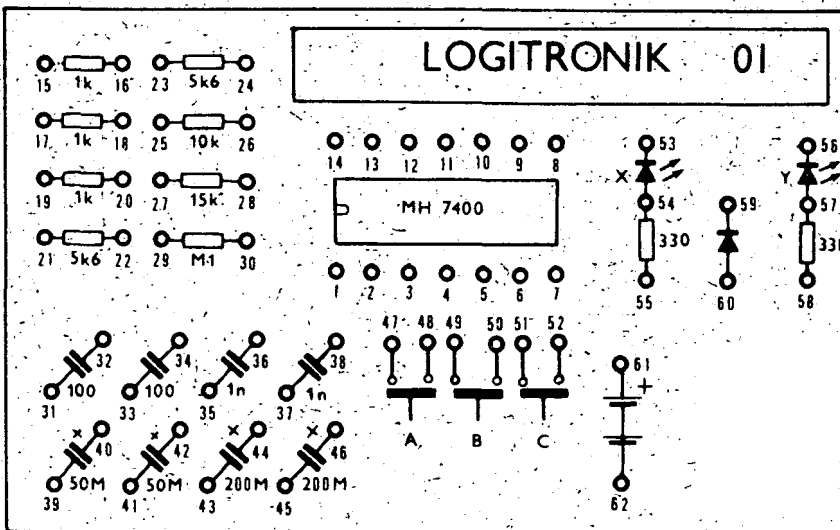 LOGITRONIK 01
15 1k 16 23 5k6 24
17 1k 18 25 10k 26
19 1k 20 27 15k 28
21 5k6 22 29 M1 30
14 13 12 11 10 9 8
MH 7400
1 2 3 4 5 6 7
53
X
54
330
55
59
60
56
Y
57
330
58
32 34 36 38
31 100 33 100 35 1n 37 1n
x 40 x 42 x 44 x 46
39 50M 41 50M 43 200M 45 200M
47 48 49 50 51 52
A B C
61
+
62